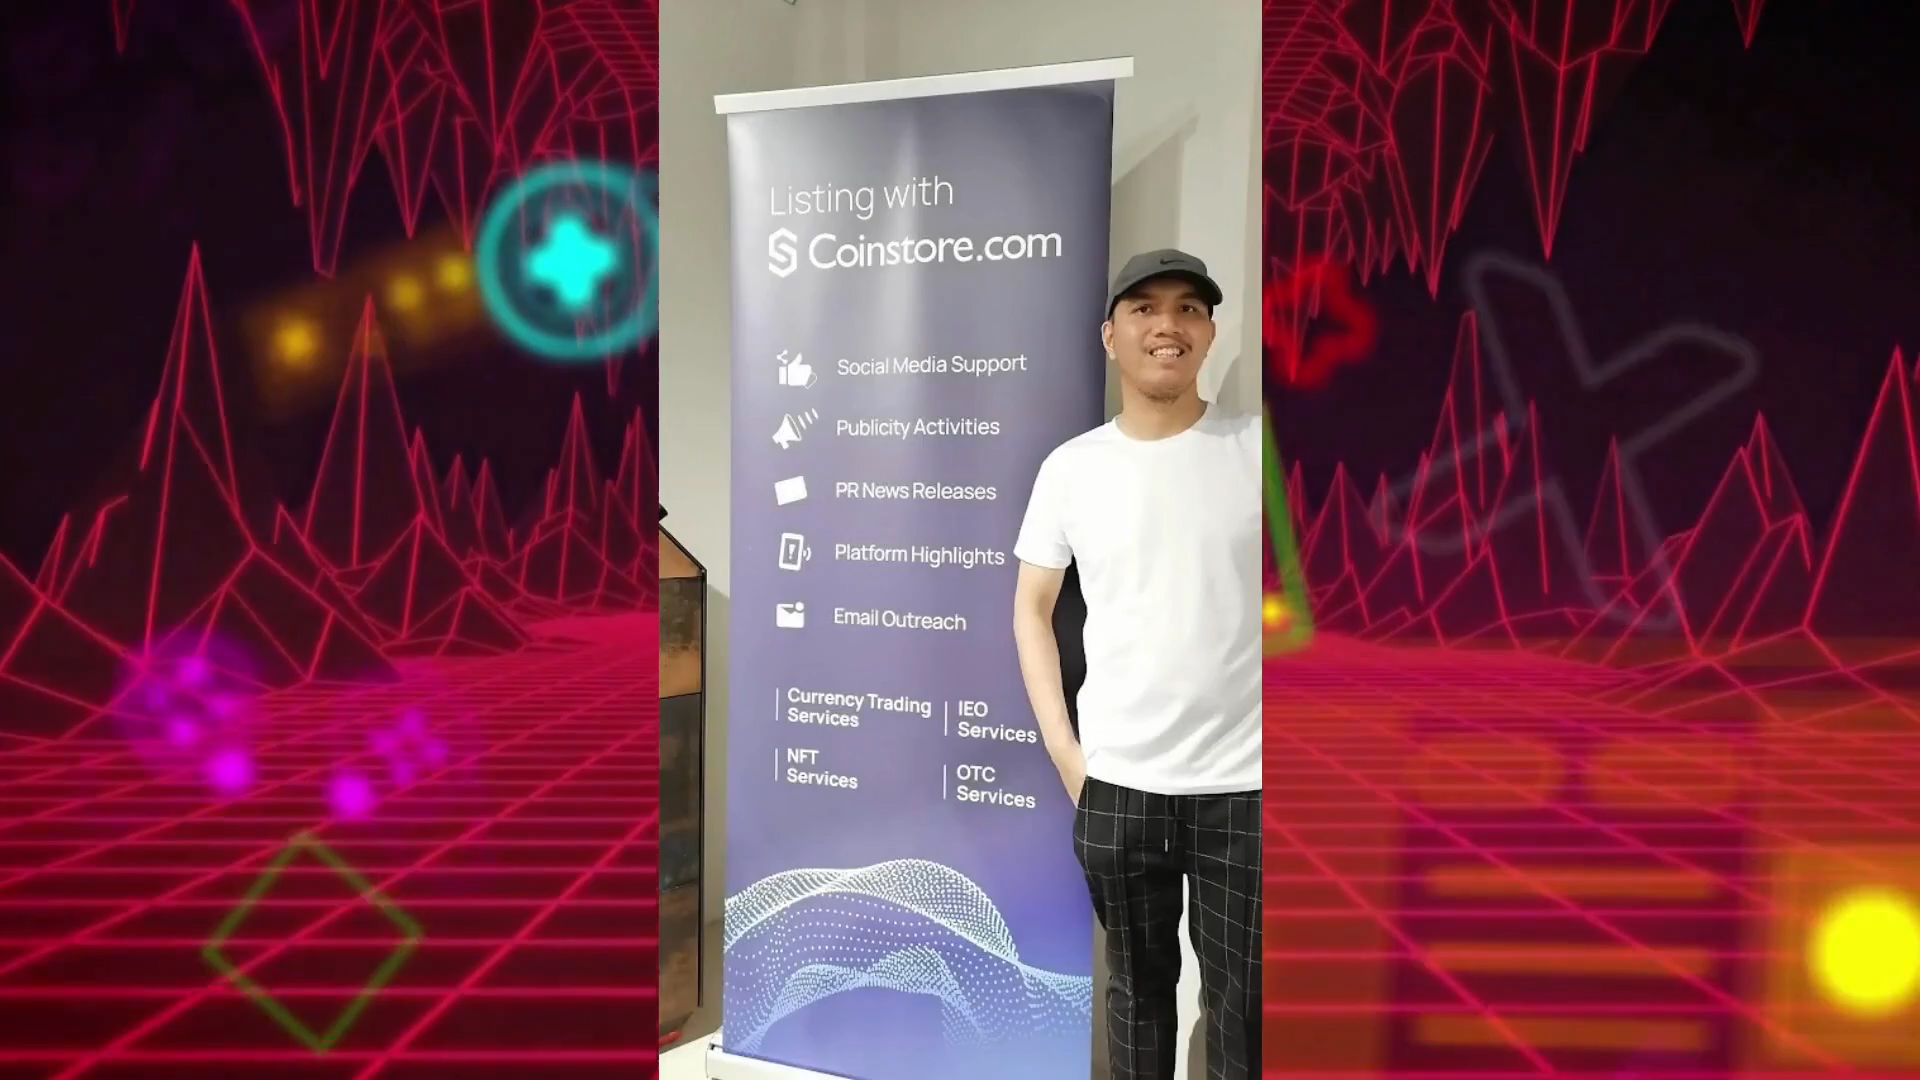 Listing with
Coinstore.com
Social Media Support
Publicity Activities
PR News Releases
Platform Highlights
Email Outreach
Currency Trading
Services
IEO
Services
NFT
Services
OTC
Services